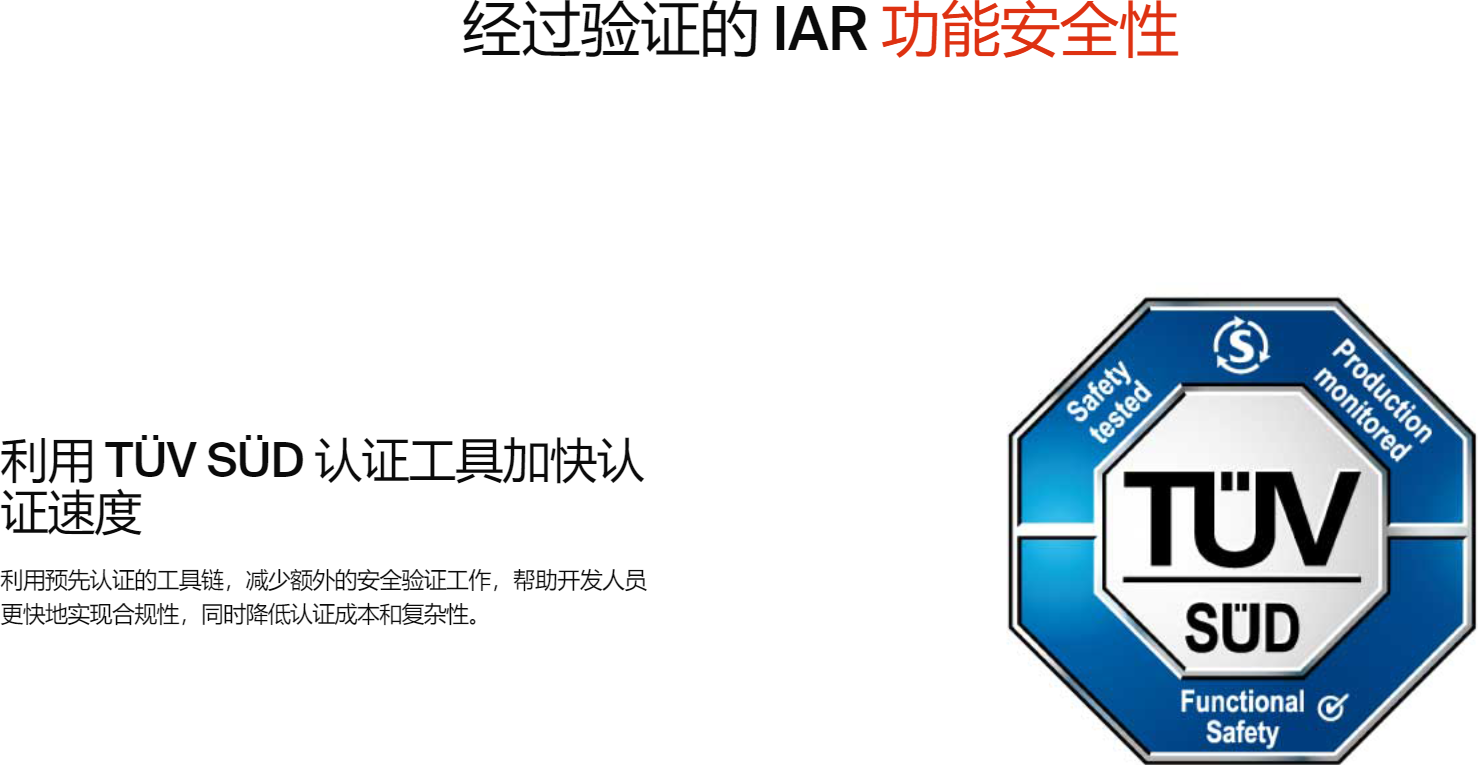 经过验证的 IAR 功能安全性
利用 TÜV SÜD 认证工具加快认
证速度
利用预先认证的工具链，减少额外的安全验证工作，帮助开发人员
更快地实现合规性，同时降低认证成本和复杂性。
S
Safety
tested
Production
monitored
TÜV
SÜD
Functional
Safety